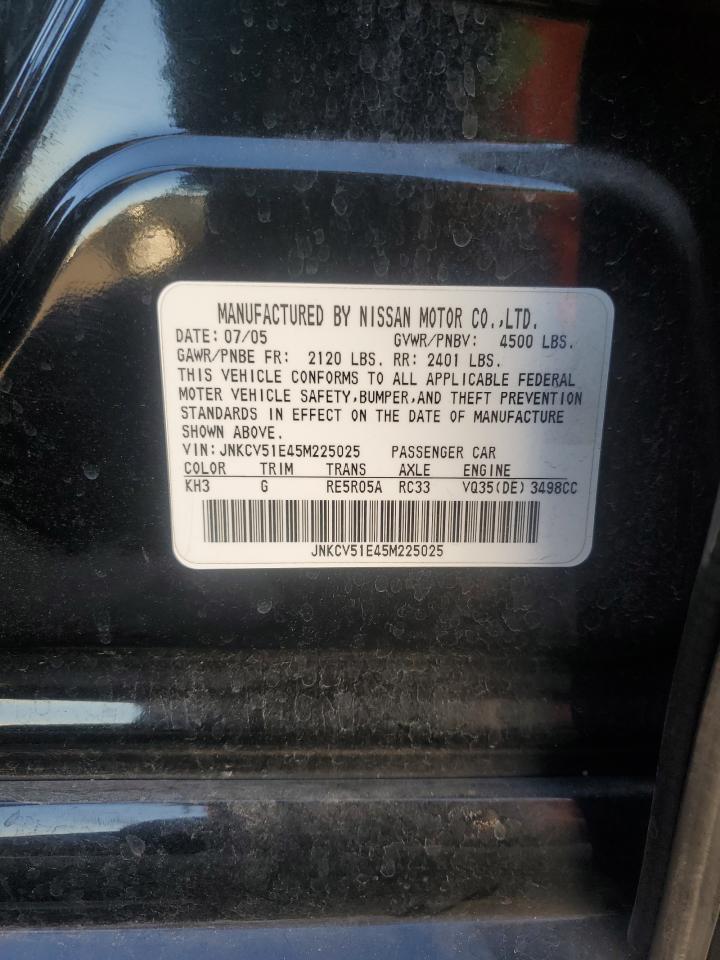 MANUFACTURED BY NISSAN MOTOR CO.,LTD.
DATE: 07/05 GVWR/PNBV: 4500 LBS.
GAWR/PNBE FR: 2120 LBS. RR: 2401 LBS.
THIS VEHICLE CONFORMS TO ALL APPLICABLE FEDERAL
MOTER VEHICLE SAFETY,BUMPER,AND THEFT PREVENTION
STANDARDS IN EFFECT ON THE DATE OF MANUFACTURE
SHOWN ABOVE.
VIN:JNKCV51E45M225025 PASSENGER CAR
COLOR TRIM TRANS AXLE ENGINE
KH3 G RE5R05A RC33 VQ35(DE) 3498CC
JNKCV51E45M225025